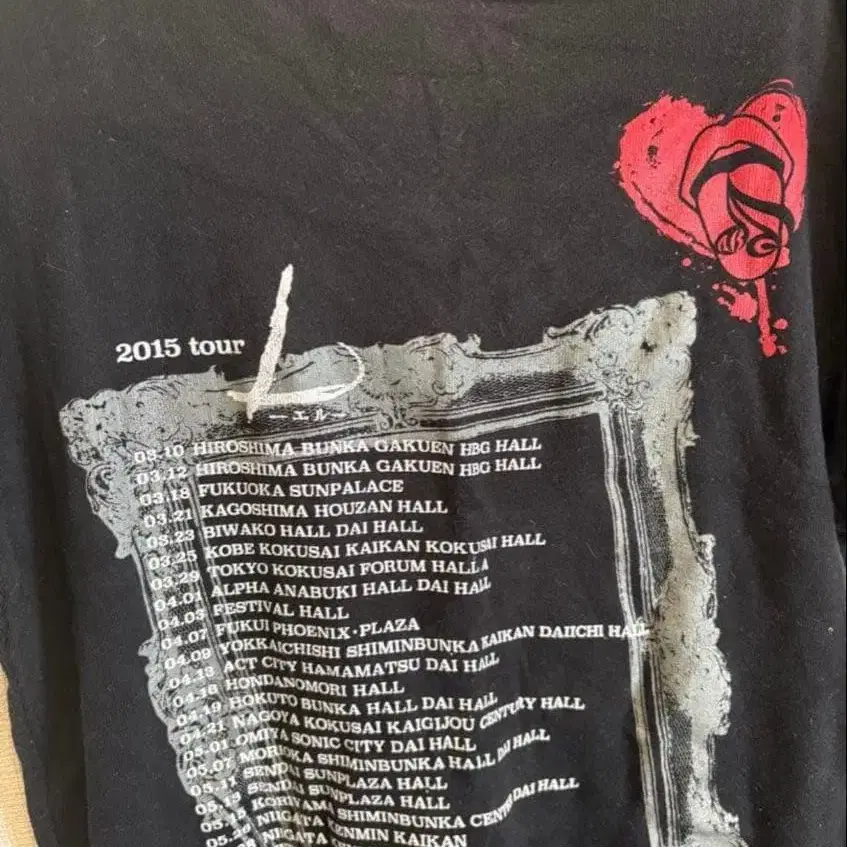 ABC
2015 tour L
ーエルー
03.10 HIROSHIMA BUNKA GAKUEN HBG HALL
03.12 HIROSHIMA BUNKA GAKUEN HBG HALL
03.18 FUKUOKA SUNPALACE
03.21 KAGOSHIMA HOUZAN HALL
03.23 BIWAKO HALL DAI HALL
03.25 KOBE KOKUSAI KAIKAN KOKUSAI HALL
03.29 TOKYO KOKUSAI FORUM HALL A
04.01 ALPHA ANABUKI HALL DAI HALL
04.03 FESTIVAL HALL
04.07 FUKUI PHOENIX・PLAZA
04.09 YOKKAICHISHI SHIMINBUNKA KAIKAN DAIICHI HALL
04.13 ACT CITY HAMAMATSU DAI HALL
04.18 HONDANOMORI HALL
04.19 HOKUTO BUNKA HALL DAI HALL
04.21 NAGOYA KOKUSAI KAIGIJOU CENTURY HALL
05.01 OMIYA SONIC CITY DAI HALL
05.07 MORIOKA SHIMINBUNKA HALL DAI HALL
05.11 SENDAI SUNPLAZA HALL
05.13 SENDAI SUNPLAZA HALL
05.15 KORIYAMA SHIMINBUNKA CENTER DAI HALL
NIIGATA KENMIN KAIKAN
NIIGATA